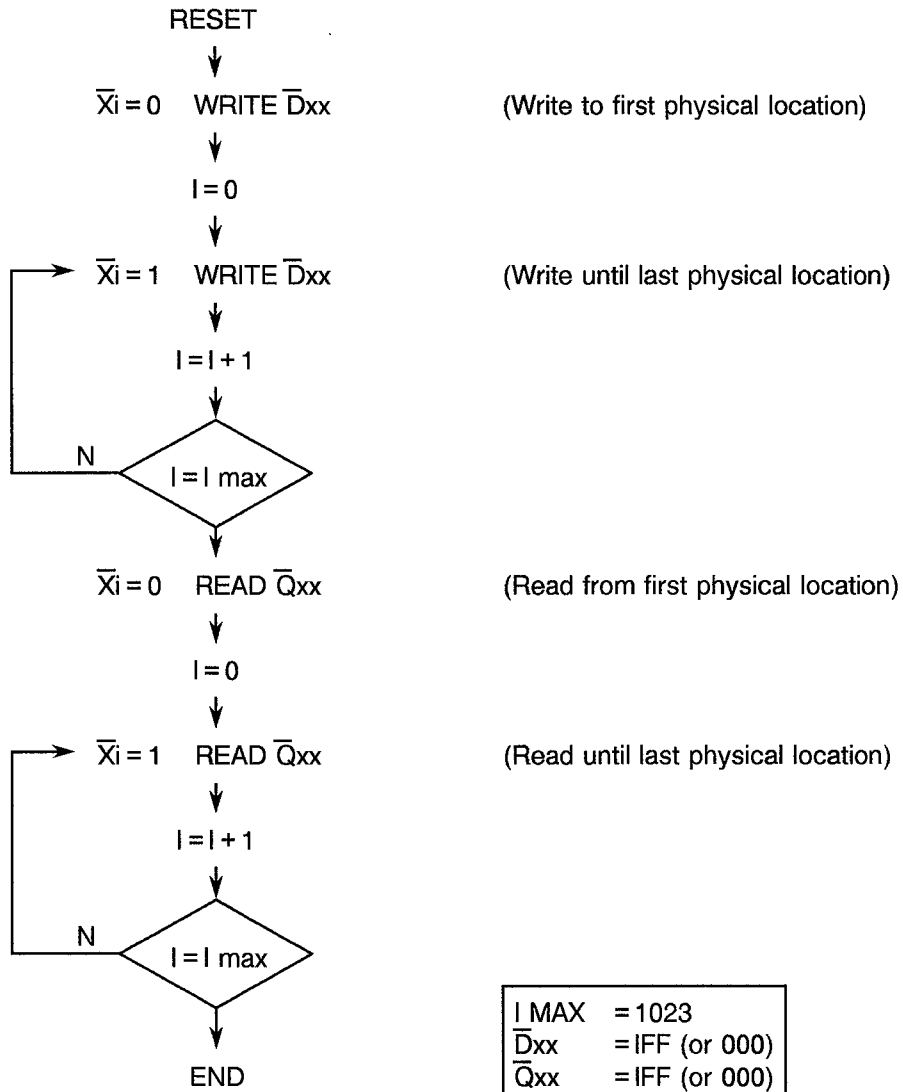 RESET
X̅i = 0 WRITE D̅xx (Write to first physical location)
I = 0
X̅i = 1 WRITE D̅xx (Write until last physical location)
I = I + 1
N
I = I max
X̅i = 0 READ Q̅xx (Read from first physical location)
I = 0
X̅i = 1 READ Q̅xx (Read until last physical location)
I = I + 1
N
I = I max
END
I MAX = 1023
D̅xx = IFF (or 000)
Q̅xx = IFF (or 000)